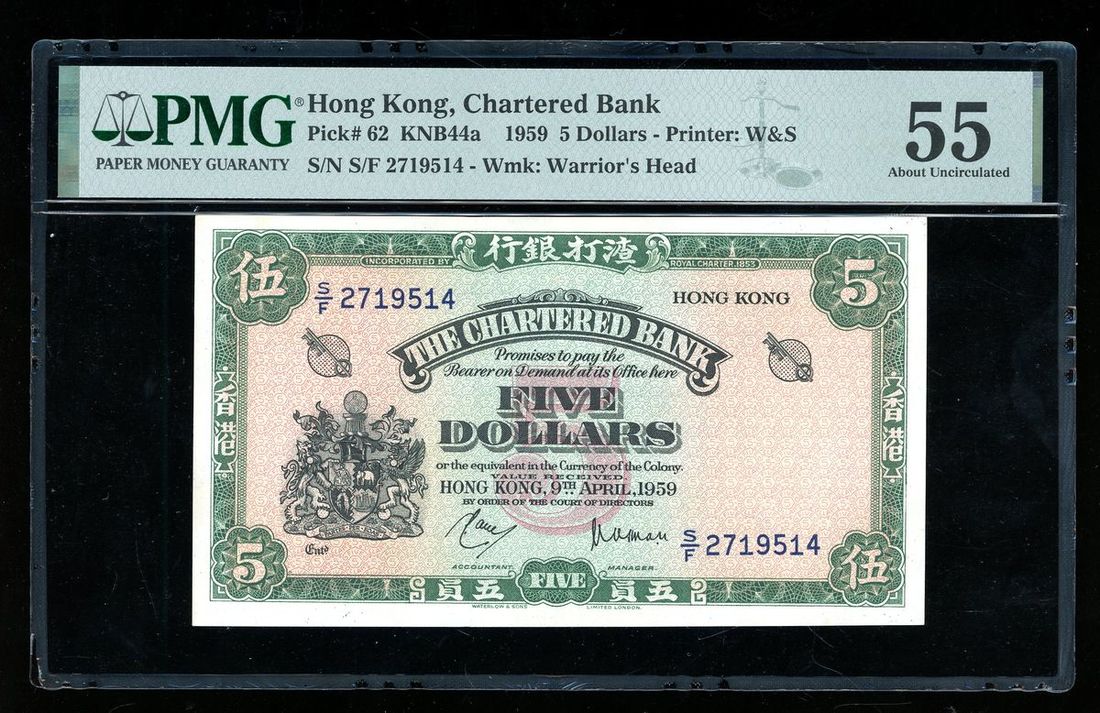 PMG®
PAPER MONEY GUARANTY
Hong Kong, Chartered Bank
Pick# 62 KNB44a 1959 5 Dollars - Printer: W&S
S/N S/F 2719514 - Wmk: Warrior's Head
55
About Uncirculated
行銀打渣
INCORPORATED BY
ROYAL CHARTER.1853
伍
5
S/F 2719514
HONG KONG
THE CHARTERED BANK
Promises to pay the
Bearer on Demand at its Office here
FIVE
DOLLARS
5
or the equivalent in the Currency of the Colony.
VALUE RECEIVED
HONG KONG, 9TH APRIL, 1959
BY ORDER OF THE COURT OF DIRECTORS
香港
香港
Entd
S/F 2719514
ACCOUNTANT.
MANAGER.
5
伍
員五
FIVE
員五
WATERLOW & SONS
LIMITED LONDON.